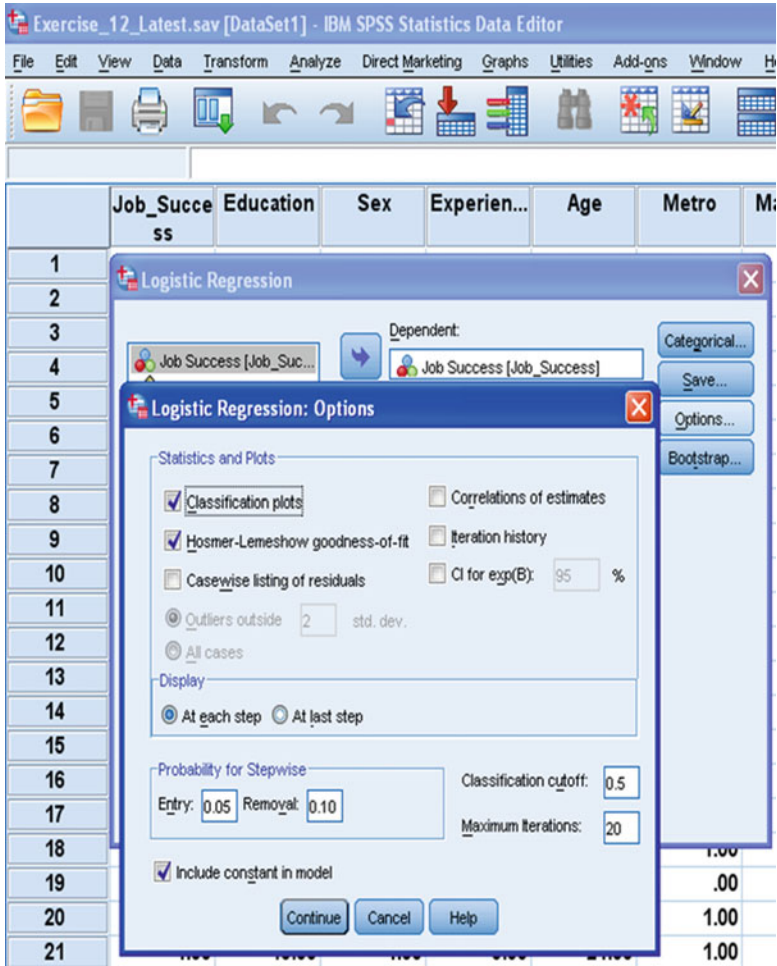 Exercise_12_Latest.sav [DataSet1] - IBM SPSS Statistics Data Editor
File Edit View Data Transform Analyze Direct Marketing Graphs Utilities Add-ons Window
Job_Succe
ss Education Sex Experien... Age Metro
1
2
3
4
5
6
7
8
9
10
11
12
13
14
15
16
17
18
19
20
21
Logistic Regression
Dependent:
Job Success [Job_Suc...
Job Success [Job_Success]
Categorical...
Save...
Options...
Bootstrap...
Logistic Regression: Options
Statistics and Plots
Classification plots
Correlations of estimates
Hosmer-Lemeshow goodness-of-fit
Iteration history
Casewise listing of residuals
CI for exp(B): 95 %
Outliers outside 2 std. dev.
All cases
Display
At each step At last step
Probability for Stepwise
Entry: 0.05 Removal: 0.10
Classification cutoff: 0.5
Maximum Iterations: 20
Include constant in model
Continue Cancel Help
1.00
.00
1.00
1.00